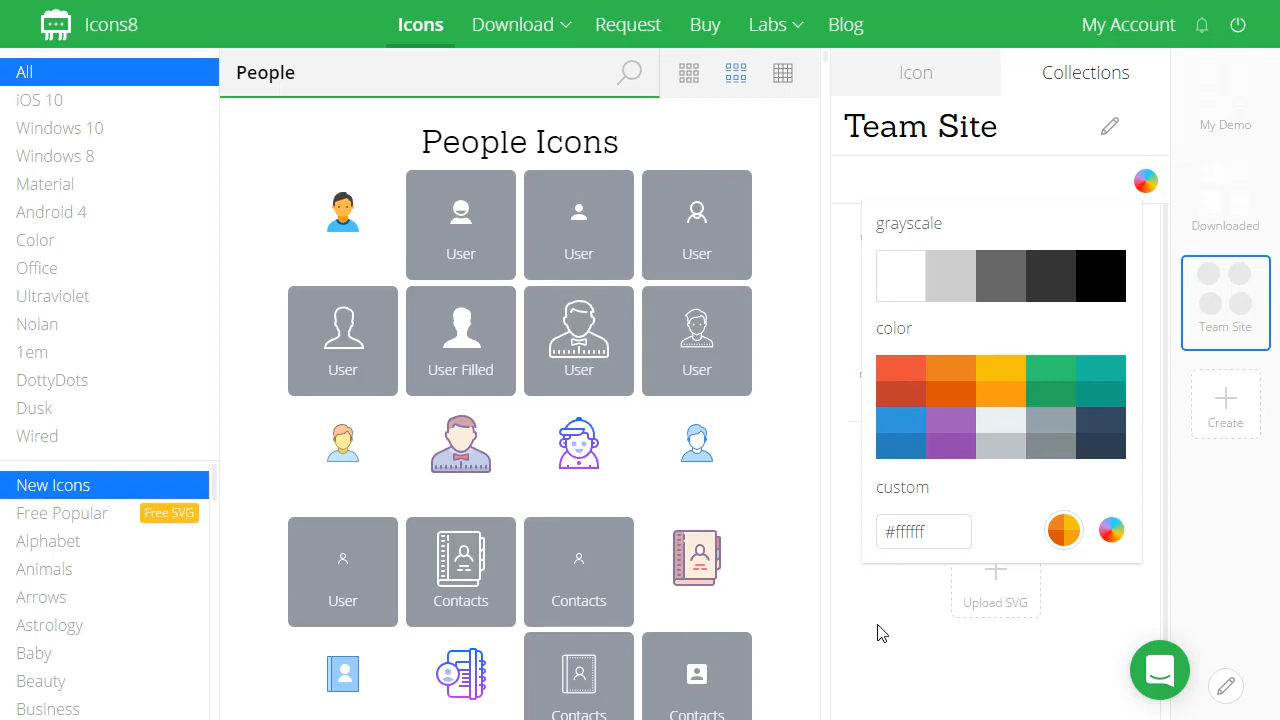 Icons8
Icons
Download
Request
Buy
Labs
Blog
My Account
All
iOS 10
Windows 10
Windows 8
Material
Android 4
Color
Office
Ultraviolet
Nolan
1em
DottyDots
Dusk
Wired
New Icons
Free Popular
Free SVG
Alphabet
Animals
Arrows
Astrology
Baby
Beauty
Business
People
People Icons
User
User
User
User
User Filled
User
User
User
Contacts
Contacts
Contacts
Contacts
Icon
Collections
Team Site
grayscale
color
custom
#ffffff
Upload SVG
My Demo
Downloaded
Team Site
Create